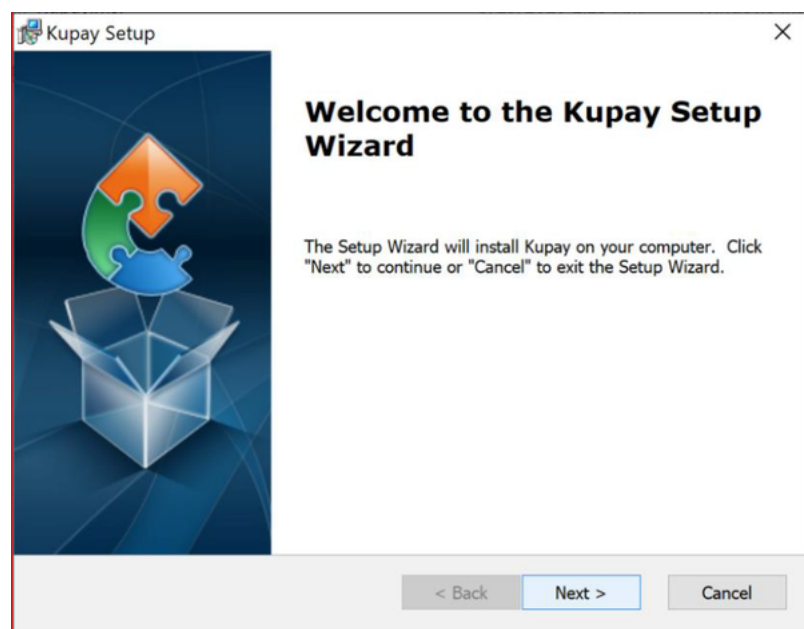 Kupay Setup
Welcome to the Kupay Setup
Wizard
The Setup Wizard will install Kupay on your computer. Click
"Next" to continue or "Cancel" to exit the Setup Wizard.
< Back Next > Cancel